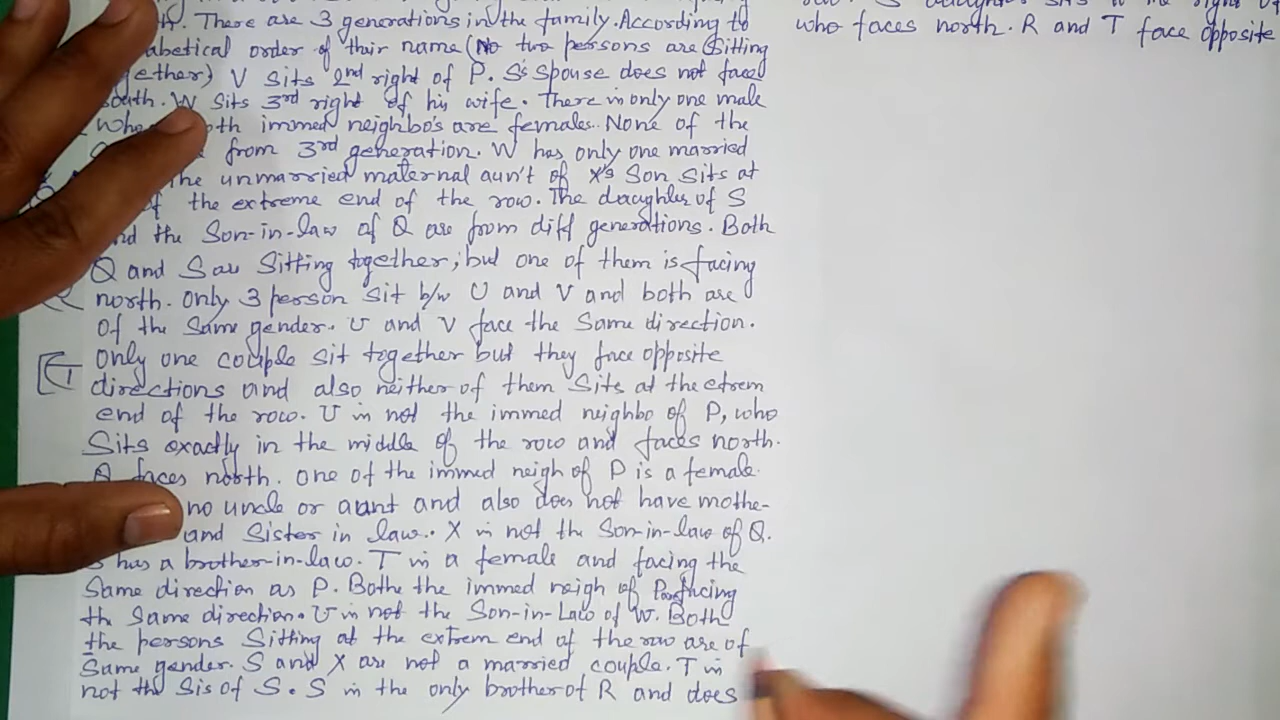 There are 3 generations in the family. According to
abetical order of their name (No two persons are sitting
gether) V sits 2nd right of P. S's spouse does not face
south. W sits 3rd right of his wife. There is only one male
oth immed neighbo's are females. None of the
from 3rd generation. W has only one married
the unmarried maternal aun't of X's Son sits at
of the extreme end of the row. The daughter of S
and the Son-in-law of Q are from diff generations. Both
Q and S are sitting together, but one of them is facing
north. Only 3 person sit b/w U and V and both are
of the same gender. U and V face the same direction.
only one couple sit together but they face opposite
directions and also neither of them sits at the etrem
end of the row. U is not the immed neighbo of P, who
Sits exactly in the middle of the row and faces north.
Q faces north. one of the immed neigh of P is a female.
no uncle or aunt and also does not have mothe-
and Sister in law. X is not the Son-in-law of Q.
has a brother-in-law. T is a female and facing the
Same direction as P. Bothe the immed neigh of P are facing
the same direction. U is not the Son-in-Law of W. Both
the persons sitting at the extrem end of the row are of
Same gender. S and X are not a married couple. T is
not the sis of S. S is the only brother of R and does
who faces north. R and T face opposite